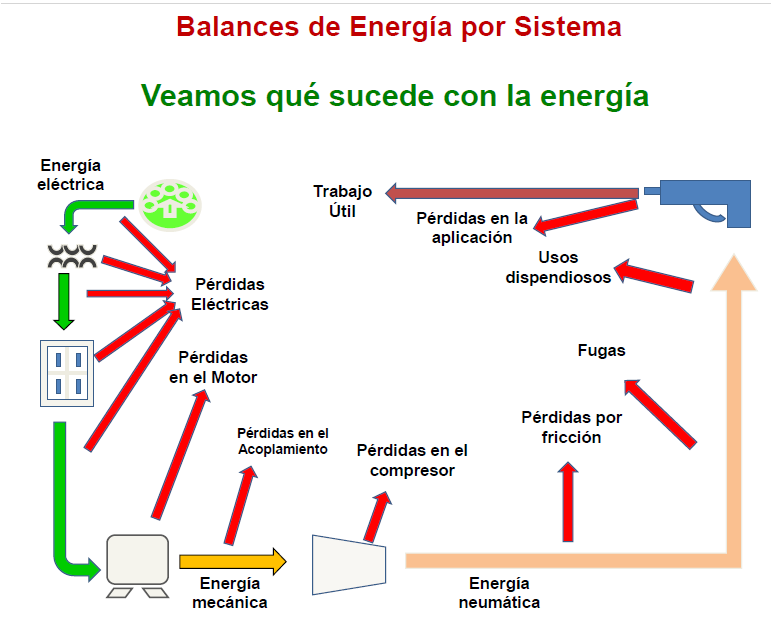 Balances de Energía por Sistema
Veamos qué sucede con la energía
Energía
eléctrica
Trabajo
Útil
Pérdidas en la
aplicación
Usos
dispendiosos
Pérdidas
Eléctricas
Fugas
Pérdidas
en el Motor
Pérdidas por
fricción
Pérdidas en el
Acoplamiento
Pérdidas en el
compresor
Energía
mecánica
Energía
neumática